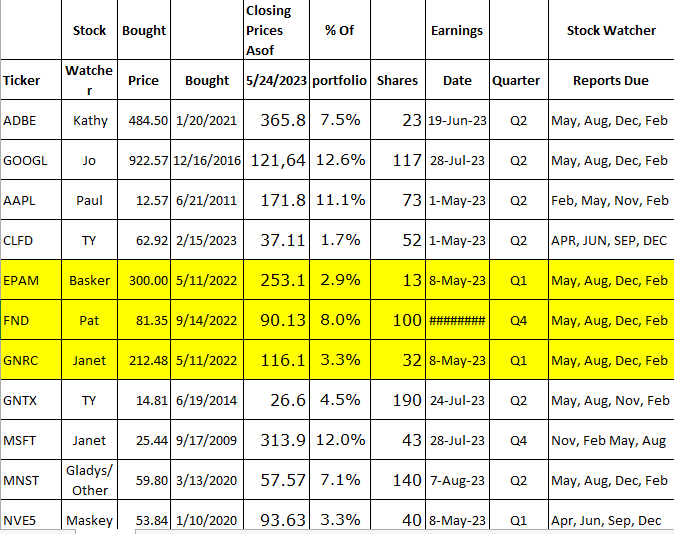 Stock Bought Closing Prices Asof % Of Earnings Stock Watcher
Ticker Watcher Price Bought 5/24/2023 portfolio Shares Date Quarter Reports Due
ADBE Kathy 484.50 1/20/2021 365.8 7.5% 23 19-Jun-23 Q2 May, Aug, Dec, Feb
GOOGL Jo 922.57 12/16/2016 121,64 12.6% 117 28-Jul-23 Q2 May, Aug, Dec, Feb
AAPL Paul 12.57 6/21/2011 171.8 11.1% 73 1-May-23 Q2 Feb, May, Nov, Feb
CLFD TY 62.92 2/15/2023 37.11 1.7% 52 1-May-23 Q2 APR, JUN, SEP, DEC
EPAM Basker 300.00 5/11/2022 253.1 2.9% 13 8-May-23 Q1 May, Aug, Dec, Feb
FND Pat 81.35 9/14/2022 90.13 8.0% 100 ######## Q4 May, Aug, Dec, Feb
GNRC Janet 212.48 5/11/2022 116.1 3.3% 32 8-May-23 Q1 May, Aug, Dec, Feb
GNTX TY 14.81 6/19/2014 26.6 4.5% 190 24-Jul-23 Q2 May, Aug, Nov, Feb
MSFT Janet 25.44 9/17/2009 313.9 12.0% 43 28-Jul-23 Q4 Nov, Feb May, Aug
MNST Gladys/ Other 59.80 3/13/2020 57.57 7.1% 140 7-Aug-23 Q2 May, Aug, Dec, Feb
NVE5 Maskey 53.84 1/10/2020 93.63 3.3% 40 8-May-23 Q1 Apr, Jun, Sep, Dec